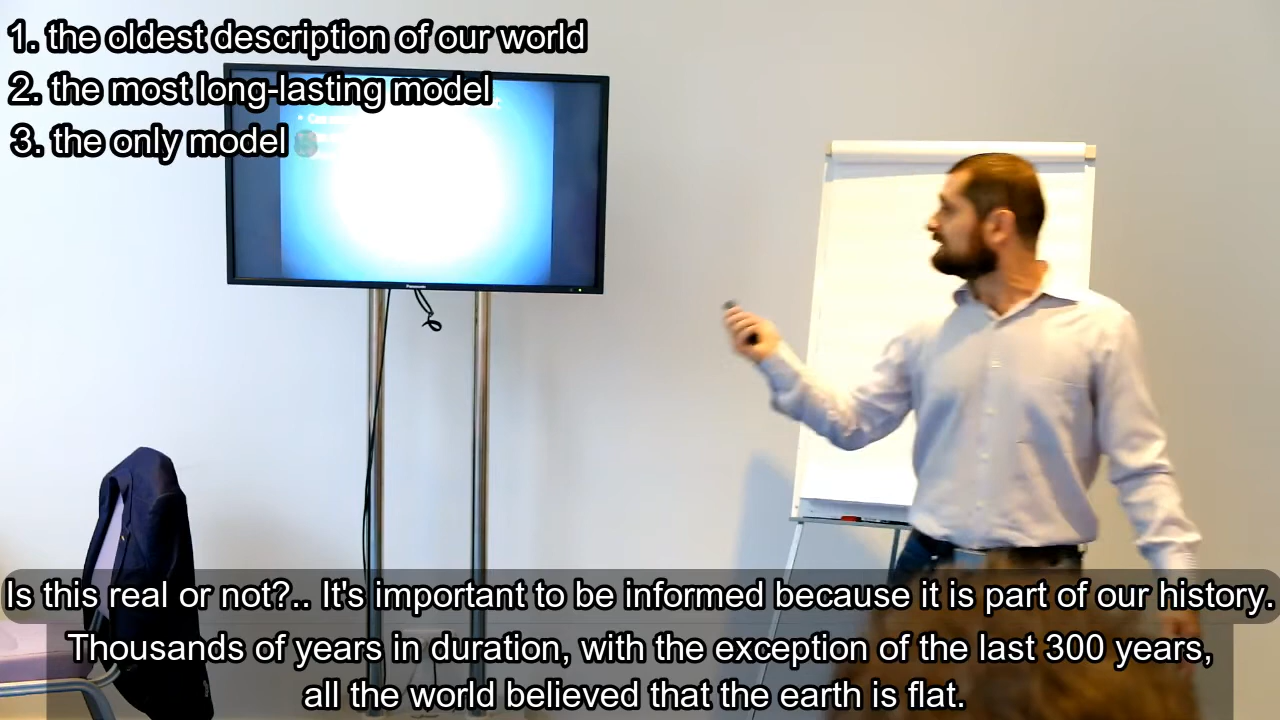 1. the oldest description of our world
2. the most long-lasting model
3. the only model
Panasonic
Is this real or not?.. It's important to be informed because it is part of our history.
Thousands of years in duration, with the exception of the last 300 years,
all the world believed that the earth is flat.